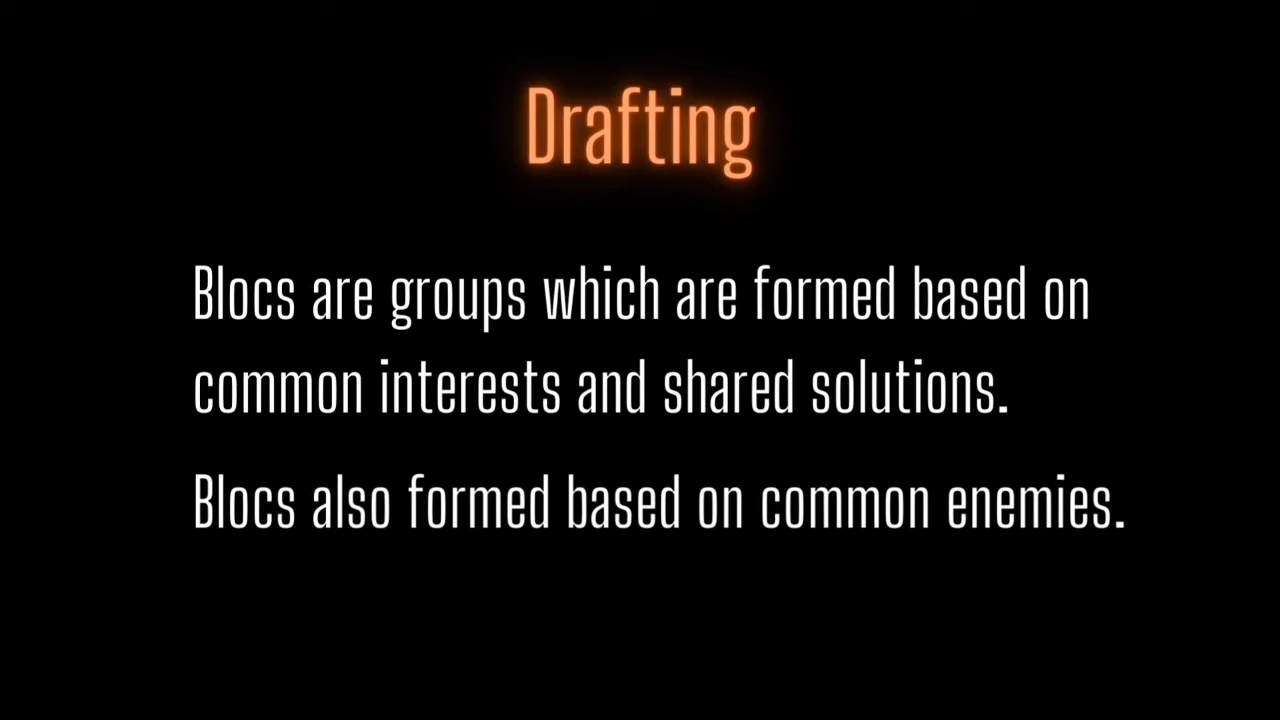 Drafting
Blocs are groups which are formed based on
common interests and shared solutions.
Blocs also formed based on common enemies.